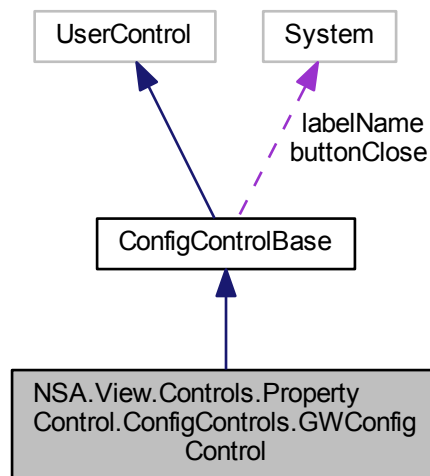 UserControl
System
labelName
buttonClose
ConfigControlBase
NSA.View.Controls.Property
Control.ConfigControls.GWConfig
Control